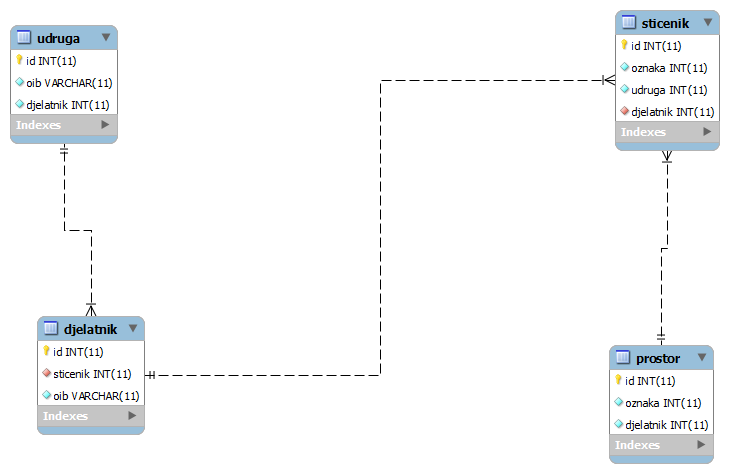 udruga
id INT(11)
oib VARCHAR(11)
djelatnik INT(11)
Indexes
sticenik
id INT(11)
oznaka INT(11)
udruga INT(11)
djelatnik INT(11)
Indexes
djelatnik
id INT(11)
sticenik INT(11)
oib VARCHAR(11)
Indexes
prostor
id INT(11)
oznaka INT(11)
djelatnik INT(11)
Indexes